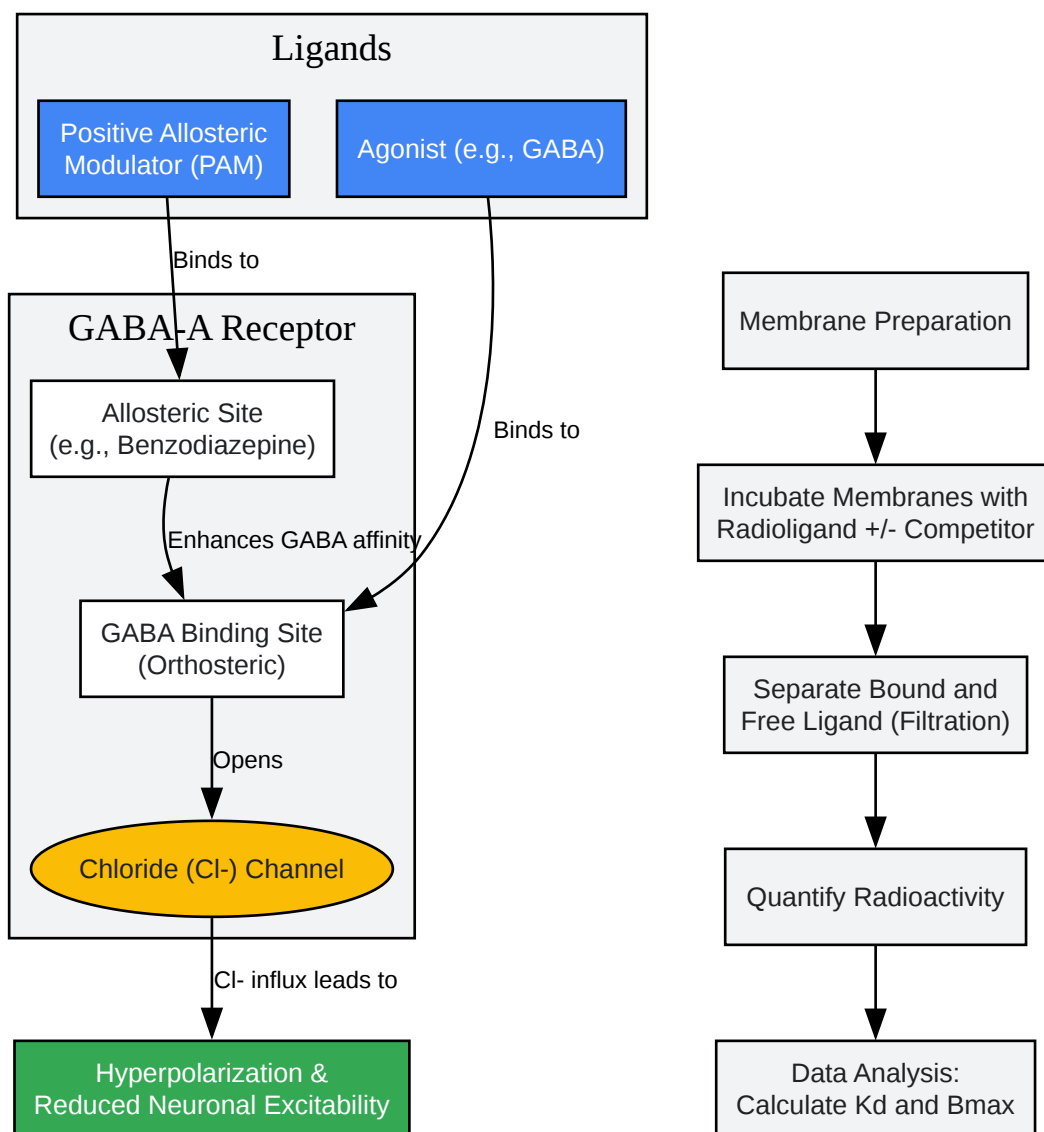 Ligands
Positive Allosteric
Modulator (PAM)
Agonist (e.g., GABA)
Binds to
GABA-A Receptor
Allosteric Site
(e.g., Benzodiazepine)
Binds to
Enhances GABA affinity
GABA Binding Site
(Orthosteric)
Opens
Chloride (Cl-) Channel
Cl- influx leads to
Hyperpolarization &
Reduced Neuronal Excitability
Membrane Preparation
Incubate Membranes with
Radioligand +/- Competitor
Separate Bound and
Free Ligand (Filtration)
Quantify Radioactivity
Data Analysis:
Calculate Kd and Bmax